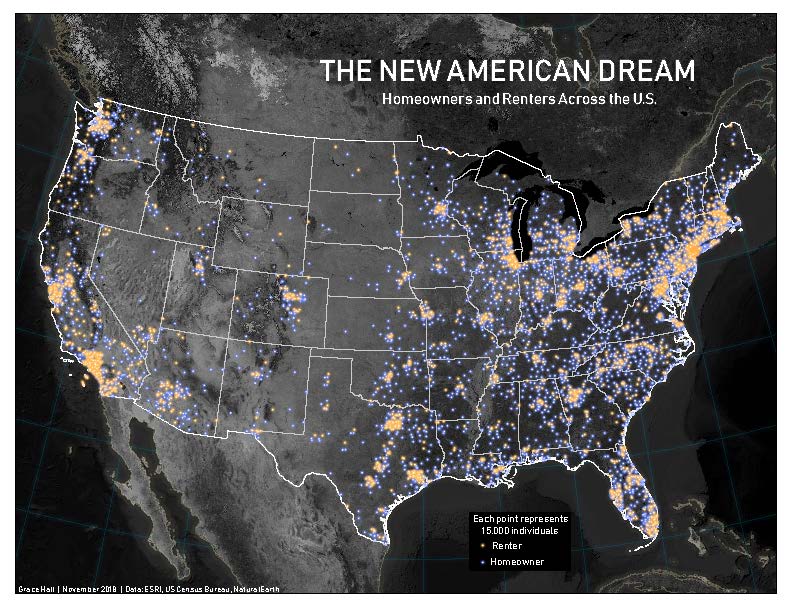 THE NEW AMERICAN DREAM
Homeowners and Renters Across the U.S.
Each point represents
15,000 individuals
Renter
Homeowner
Grace Hall | November 2018 | Data: ESRI, US Census Bureau, NaturalEarth